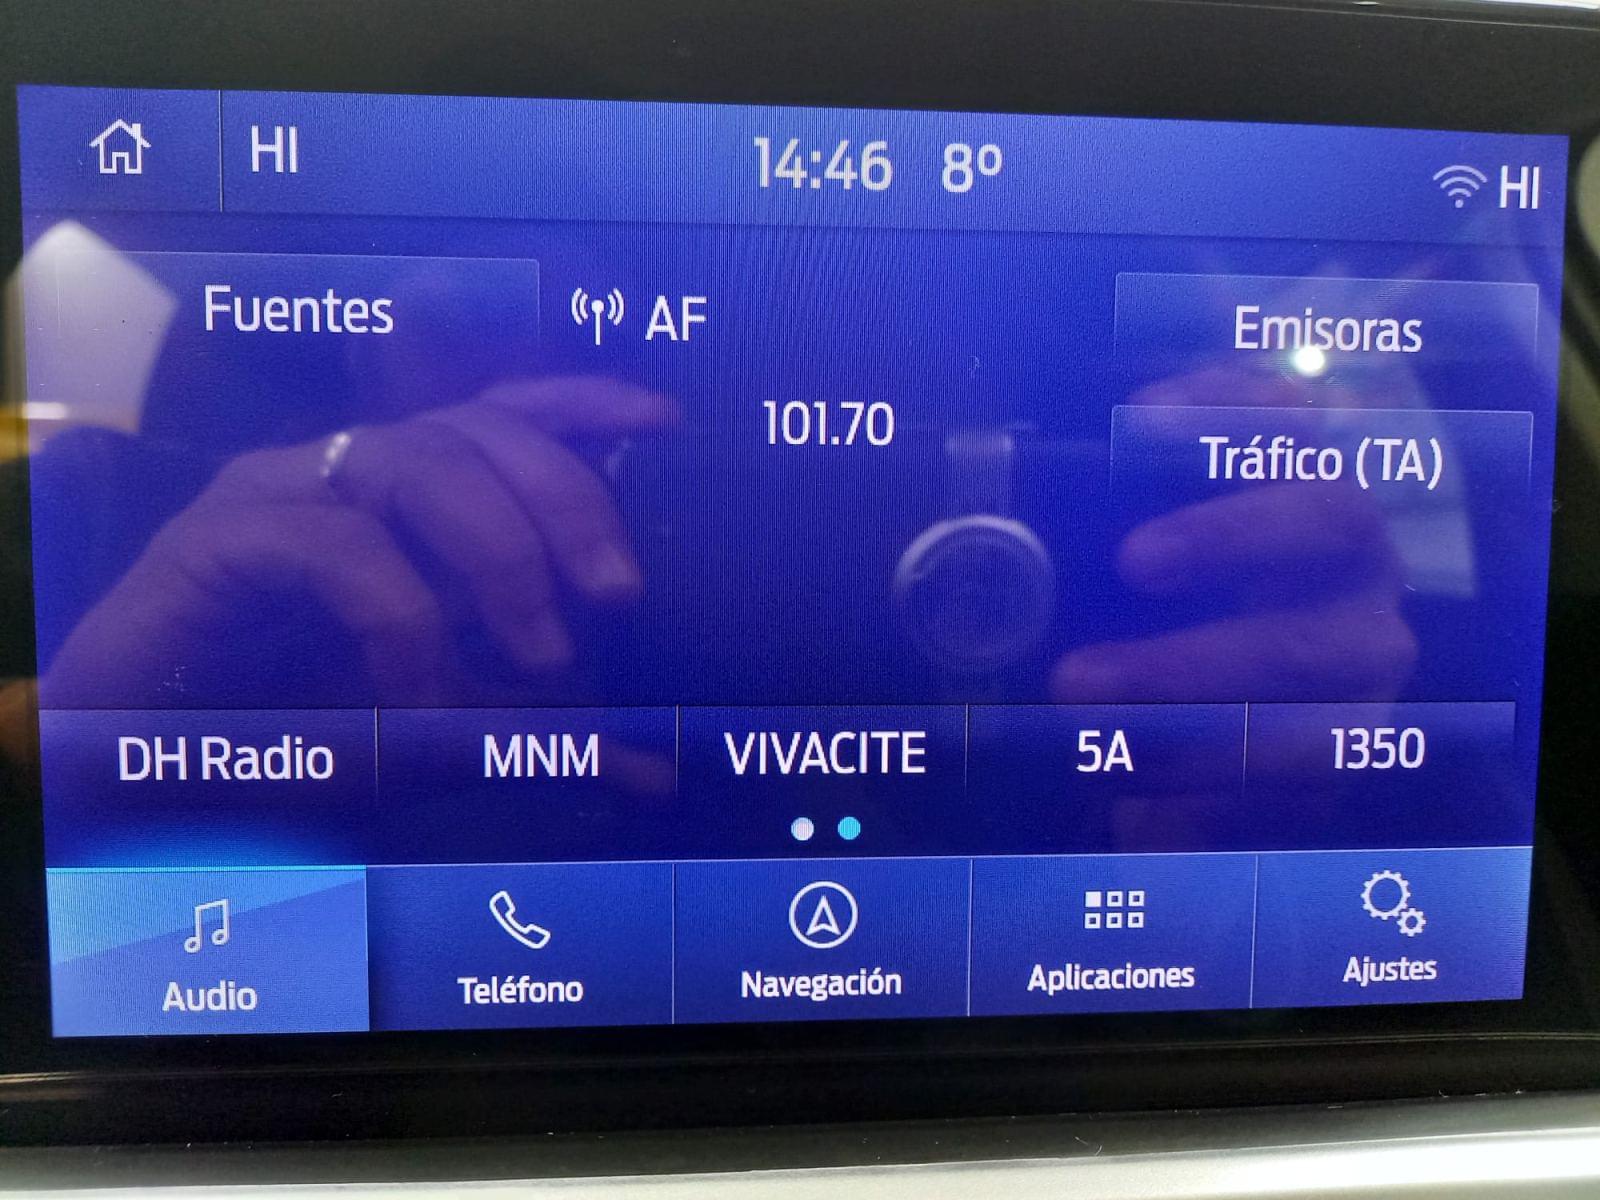 HI 14:46 8° HI
Fuentes AF Emisoras
101.70
Tráfico (TA)
DH Radio MNM VIVACITE 5A 1350
Audio Teléfono Navegación Aplicaciones Ajustes